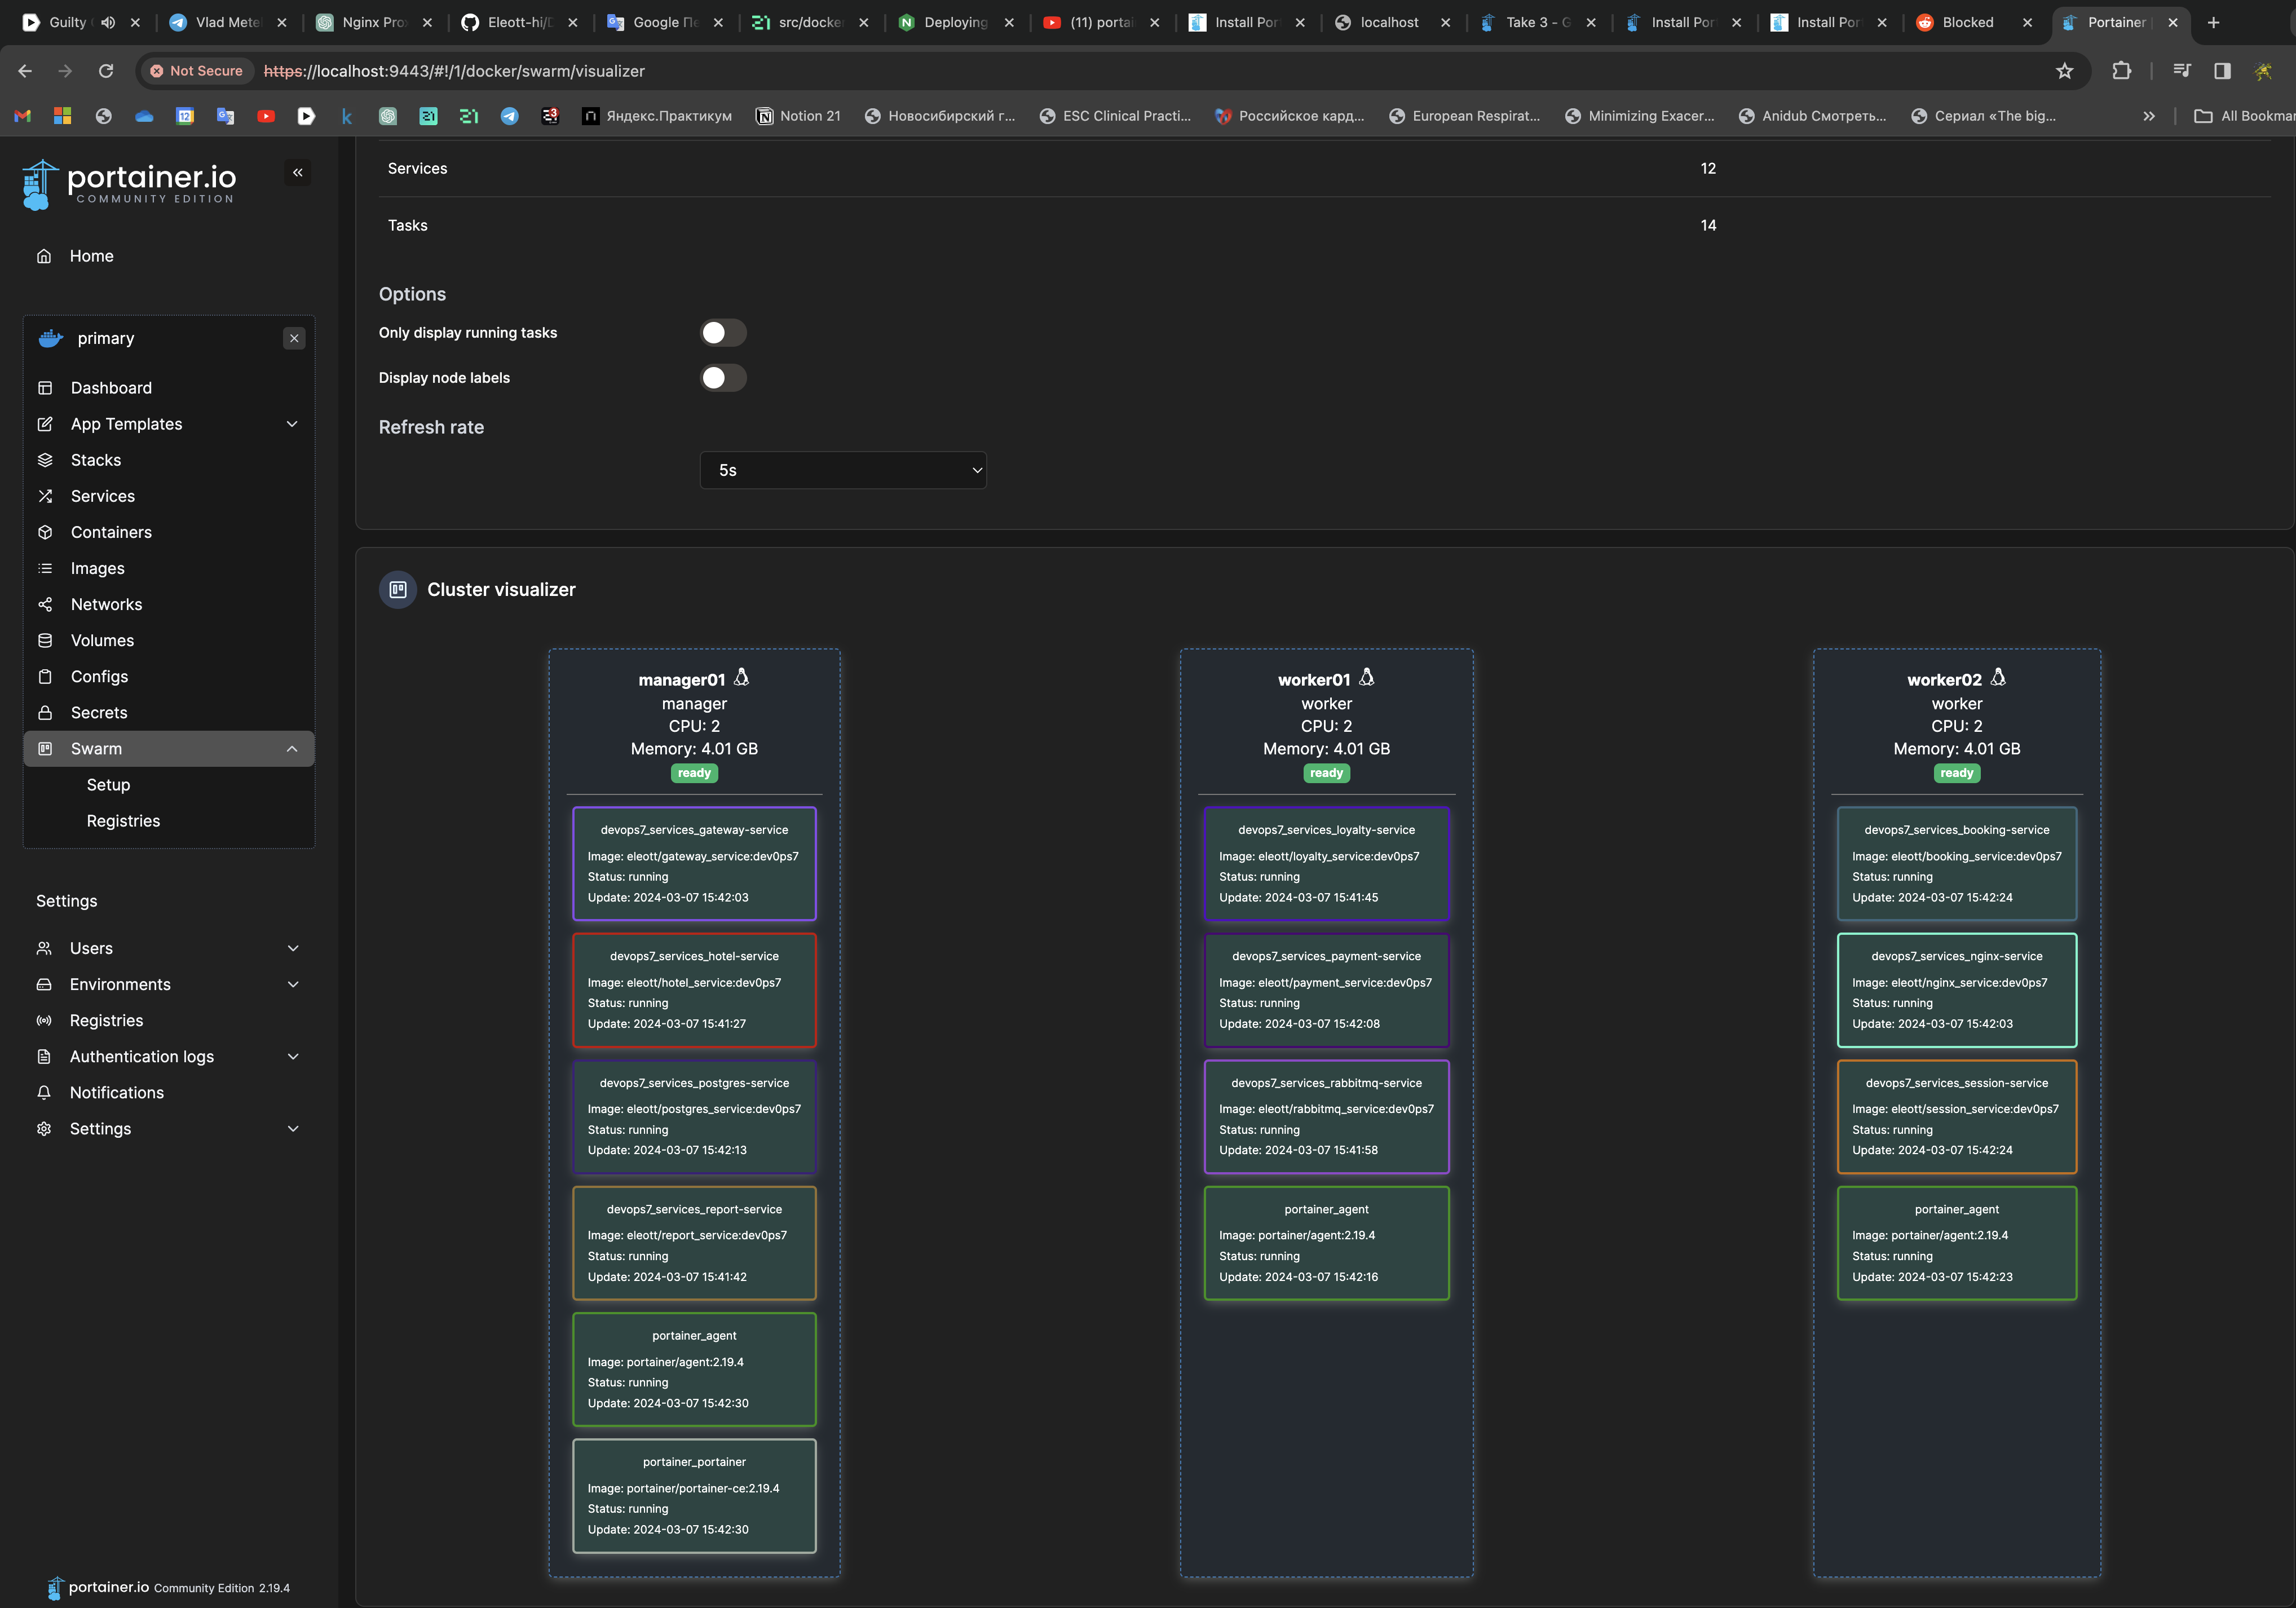 Guilty
Vlad Mete
Nginx Pro
Eleott-hi/D
Google Пе
src/docker
Deploying
(11) portai
Install Por
localhost
Take 3 - G
Install Por
Install Por
Blocked
Portainer
Not Secure
https://localhost:9443/#!/1/docker/swarm/visualizer
Яндекс.Практикум
Notion 21
Новосибирский г...
ESC Clinical Practi...
Российское кард...
European Respirat...
Minimizing Exacer...
Anidub Смотреть...
Сериал «The big...
All Bookmar
portainer.io
COMMUNITY EDITION
Home
primary
Dashboard
App Templates
Stacks
Services
Containers
Images
Networks
Volumes
Configs
Secrets
Swarm
Setup
Registries
Settings
Users
Environments
Registries
Authentication logs
Notifications
Settings
portainer.io Community Edition 2.19.4
Services 12
Tasks 14
Options
Only display running tasks
Display node labels
Refresh rate
5s
Cluster visualizer
manager01
manager
CPU: 2
Memory: 4.01 GB
ready
devops7_services_gateway-service
Image: eleott/gateway_service:dev0ps7
Status: running
Update: 2024-03-07 15:42:03
devops7_services_hotel-service
Image: eleott/hotel_service:dev0ps7
Status: running
Update: 2024-03-07 15:41:27
devops7_services_postgres-service
Image: eleott/postgres_service:dev0ps7
Status: running
Update: 2024-03-07 15:42:13
devops7_services_report-service
Image: eleott/report_service:dev0ps7
Status: running
Update: 2024-03-07 15:41:42
portainer_agent
Image: portainer/agent:2.19.4
Status: running
Update: 2024-03-07 15:42:30
portainer_portainer
Image: portainer/portainer-ce:2.19.4
Status: running
Update: 2024-03-07 15:42:30
worker01
worker
CPU: 2
Memory: 4.01 GB
ready
devops7_services_loyalty-service
Image: eleott/loyalty_service:dev0ps7
Status: running
Update: 2024-03-07 15:41:45
devops7_services_payment-service
Image: eleott/payment_service:dev0ps7
Status: running
Update: 2024-03-07 15:42:08
devops7_services_rabbitmq-service
Image: eleott/rabbitmq_service:dev0ps7
Status: running
Update: 2024-03-07 15:41:58
portainer_agent
Image: portainer/agent:2.19.4
Status: running
Update: 2024-03-07 15:42:16
worker02
worker
CPU: 2
Memory: 4.01 GB
ready
devops7_services_booking-service
Image: eleott/booking_service:dev0ps7
Status: running
Update: 2024-03-07 15:42:24
devops7_services_nginx-service
Image: eleott/nginx_service:dev0ps7
Status: running
Update: 2024-03-07 15:42:03
devops7_services_session-service
Image: eleott/session_service:dev0ps7
Status: running
Update: 2024-03-07 15:42:24
portainer_agent
Image: portainer/agent:2.19.4
Status: running
Update: 2024-03-07 15:42:23